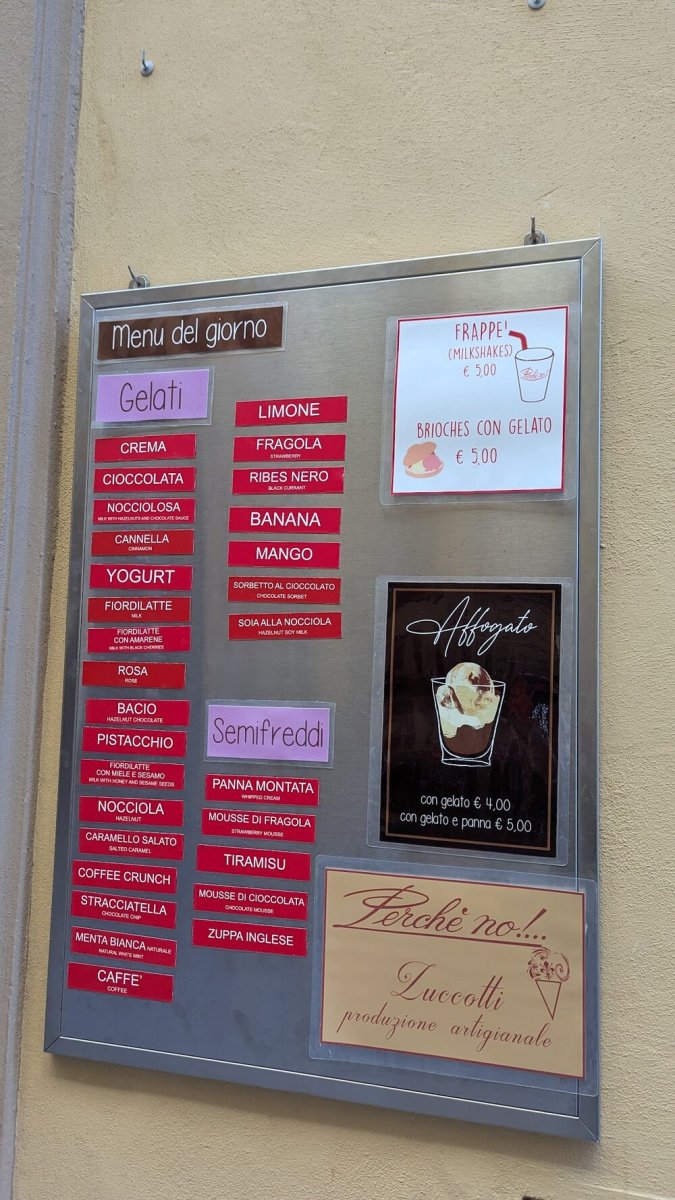 Menu del giorno
Gelati
CREMA
CIOCCOLATA
NOCCIOLOSA
MILK WITH HAZELNUTS AND CHOCOLATE SAUCE
CANNELLA
CINNAMON
YOGURT
FIORDILATTE
MILK
FIORDILATTE
CON AMARENE
MILK WITH BLACK CHERRIES
ROSA
ROSE
BACIO
HAZELNUT CHOCOLATE
PISTACCHIO
FIORDILATTE
CON MIELE E SESAMO
MILK WITH HONEY AND SESAME SEEDS
NOCCIOLA
HAZELNUT
CARAMELLO SALATO
SALTED CARAMEL
COFFEE CRUNCH
STRACCIATELLA
CHOCOLATE CHIP
MENTA BIANCA NATURALE
NATURAL WHITE MINT
CAFFE'
COFFEE
LIMONE
FRAGOLA
STRAWBERRY
RIBES NERO
BLACK CURRANT
BANANA
MANGO
SORBETTO AL CIOCCOLATO
CHOCOLATE SORBET
SOIA ALLA NOCCIOLA
HAZELNUT SOY MILK
Semifreddi
PANNA MONTATA
WHIPPED CREAM
MOUSSE DI FRAGOLA
STRAWBERRY MOUSSE
TIRAMISU
MOUSSE DI CIOCCOLATA
CHOCOLATE MOUSSE
ZUPPA INGLESE
FRAPPE'
(MILKSHAKES)
€ 5,00
Perchè no!..
BRIOCHES CON GELATO
€ 5,00
Affogato
con gelato € 4,00
con gelato e panna € 5,00
Perchè no!...
Zuccotti
produzione artigianale